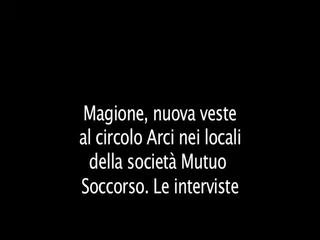 Magione, nuova veste
al circolo Arci nei locali
della società Mutuo
Soccorso. Le interviste